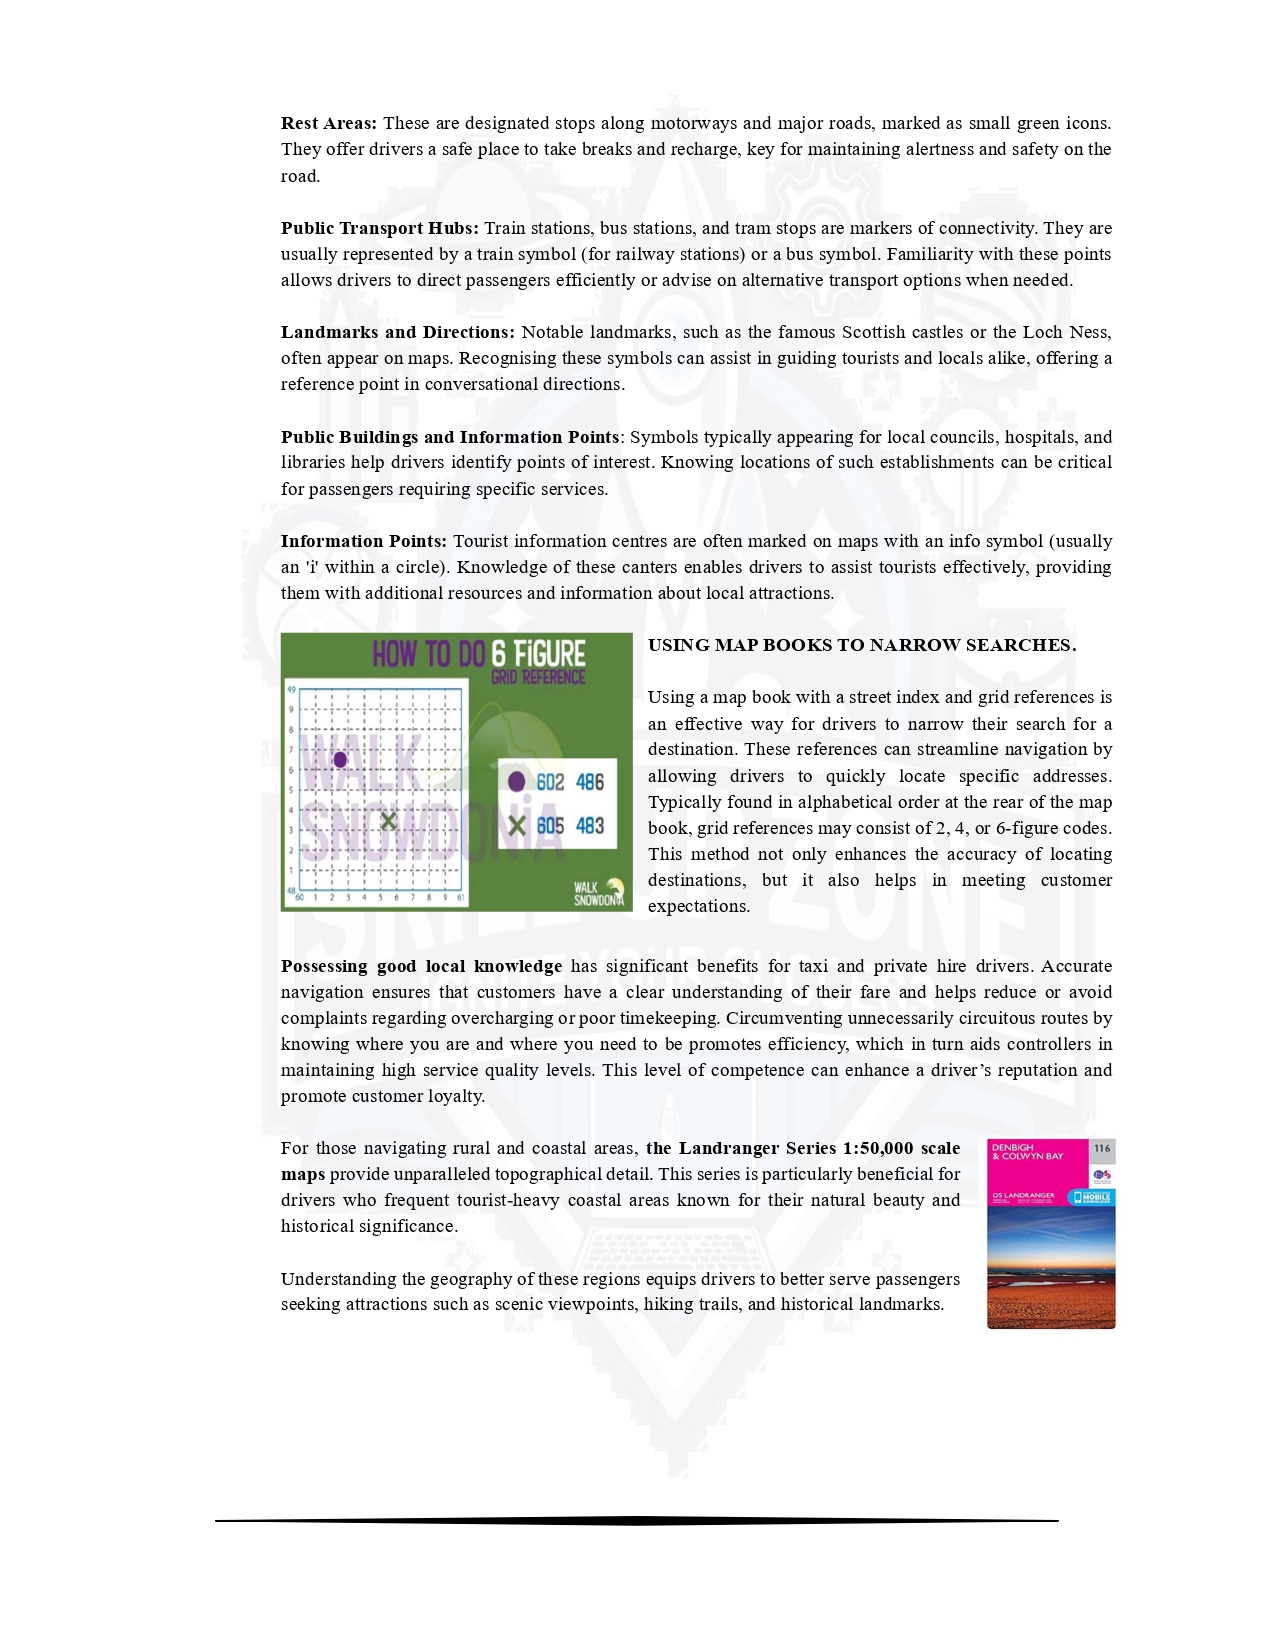 Rest Areas: These are designated stops along motorways and major roads, marked as small green icons.
They offer drivers a safe place to take breaks and recharge, key for maintaining alertness and safety on the
road.
Public Transport Hubs: Train stations, bus stations, and tram stops are markers of connectivity. They are
usually represented by a train symbol (for railway stations) or a bus symbol. Familiarity with these points
allows drivers to direct passengers efficiently or advise on alternative transport options when needed.
Landmarks and Directions: Notable landmarks, such as the famous Scottish castles or the Loch Ness,
often appear on maps. Recognising these symbols can assist in guiding tourists and locals alike, offering a
reference point in conversational directions.
Public Buildings and Information Points: Symbols typically appearing for local councils, hospitals, and
libraries help drivers identify points of interest. Knowing locations of such establishments can be critical
for passengers requiring specific services.
Information Points: Tourist information centres are often marked on maps with an info symbol (usually
an 'i' within a circle). Knowledge of these canters enables drivers to assist tourists effectively, providing
them with additional resources and information about local attractions.
HOW TO DO 6 FiGURE
GRID REFERENCE
49
9
8
7
6
5
4
3
2
1
48
60 1 2 3 4 5 6 7 8 9 61
WALK
SNOWDONiA
602 486
605 483
WALK
SNOWDONiA
USING MAP BOOKS TO NARROW SEARCHES.
Using a map book with a street index and grid references is
an effective way for drivers to narrow their search for a
destination. These references can streamline navigation by
allowing drivers to quickly locate specific addresses.
Typically found in alphabetical order at the rear of the map
book, grid references may consist of 2, 4, or 6-figure codes.
This method not only enhances the accuracy of locating
destinations, but it also helps in meeting customer
expectations.
Possessing good local knowledge has significant benefits for taxi and private hire drivers. Accurate
navigation ensures that customers have a clear understanding of their fare and helps reduce or avoid
complaints regarding overcharging or poor timekeeping. Circumventing unnecessarily circuitous routes by
knowing where you are and where you need to be promotes efficiency, which in turn aids controllers in
maintaining high service quality levels. This level of competence can enhance a driver’s reputation and
promote customer loyalty.
For those navigating rural and coastal areas, the Landranger Series 1:50,000 scale
maps provide unparalleled topographical detail. This series is particularly beneficial for
drivers who frequent tourist-heavy coastal areas known for their natural beauty and
historical significance.
Understanding the geography of these regions equips drivers to better serve passengers
seeking attractions such as scenic viewpoints, hiking trails, and historical landmarks.
DENBIGH
& COLWYN BAY
116
OS
OS LANDRANGER
MOBILE
DOWNLOAD